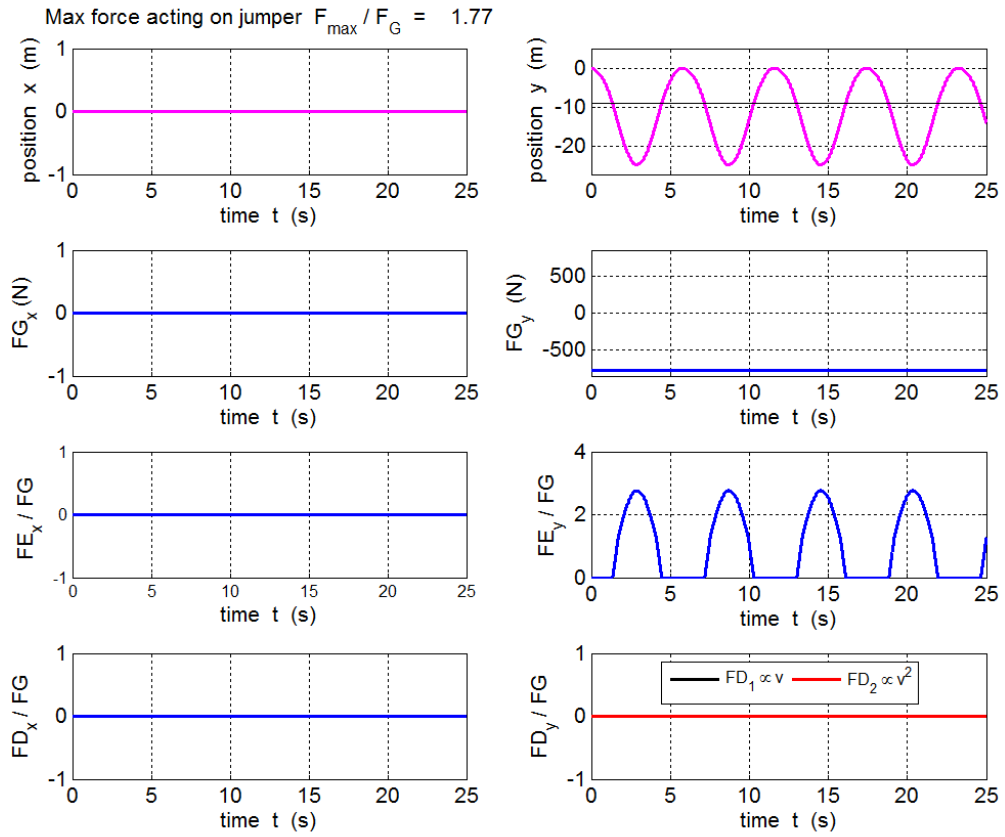 Max force acting on jumper F_max / F_G = 1.77
position x (m)
1
0
-1
0 5 10 15 20 25
time t (s)
position y (m)
0
-10
-20
0 5 10 15 20 25
time t (s)
FG_x (N)
1
0
-1
0 5 10 15 20 25
time t (s)
FG_y (N)
500
0
-500
0 5 10 15 20 25
time t (s)
FE_x / FG
1
0
-1
0 5 10 15 20 25
time t (s)
FE_y / FG
4
2
0
0 5 10 15 20 25
time t (s)
FD_x / FG
1
0
-1
0 5 10 15 20 25
time t (s)
FD_y / FG
1
0
-1
FD_1 ∝ v FD_2 ∝ v^2
0 5 10 15 20 25
time t (s)